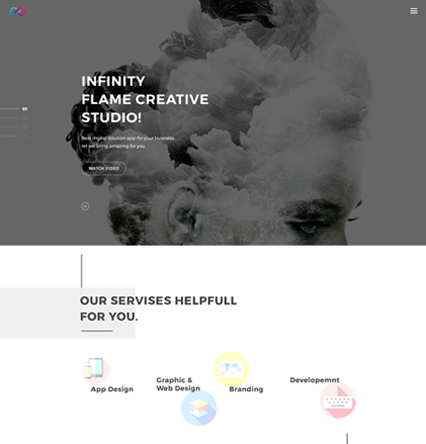 INFINITY
FLAME CREATIVE
STUDIO!
Best digital solution app for your business,
let we bring amazing for you.
WATCH VIDEO
OUR SERVISES HELPFULL
FOR YOU.
App Design
Graphic &
Web Design
Branding
Developemnt